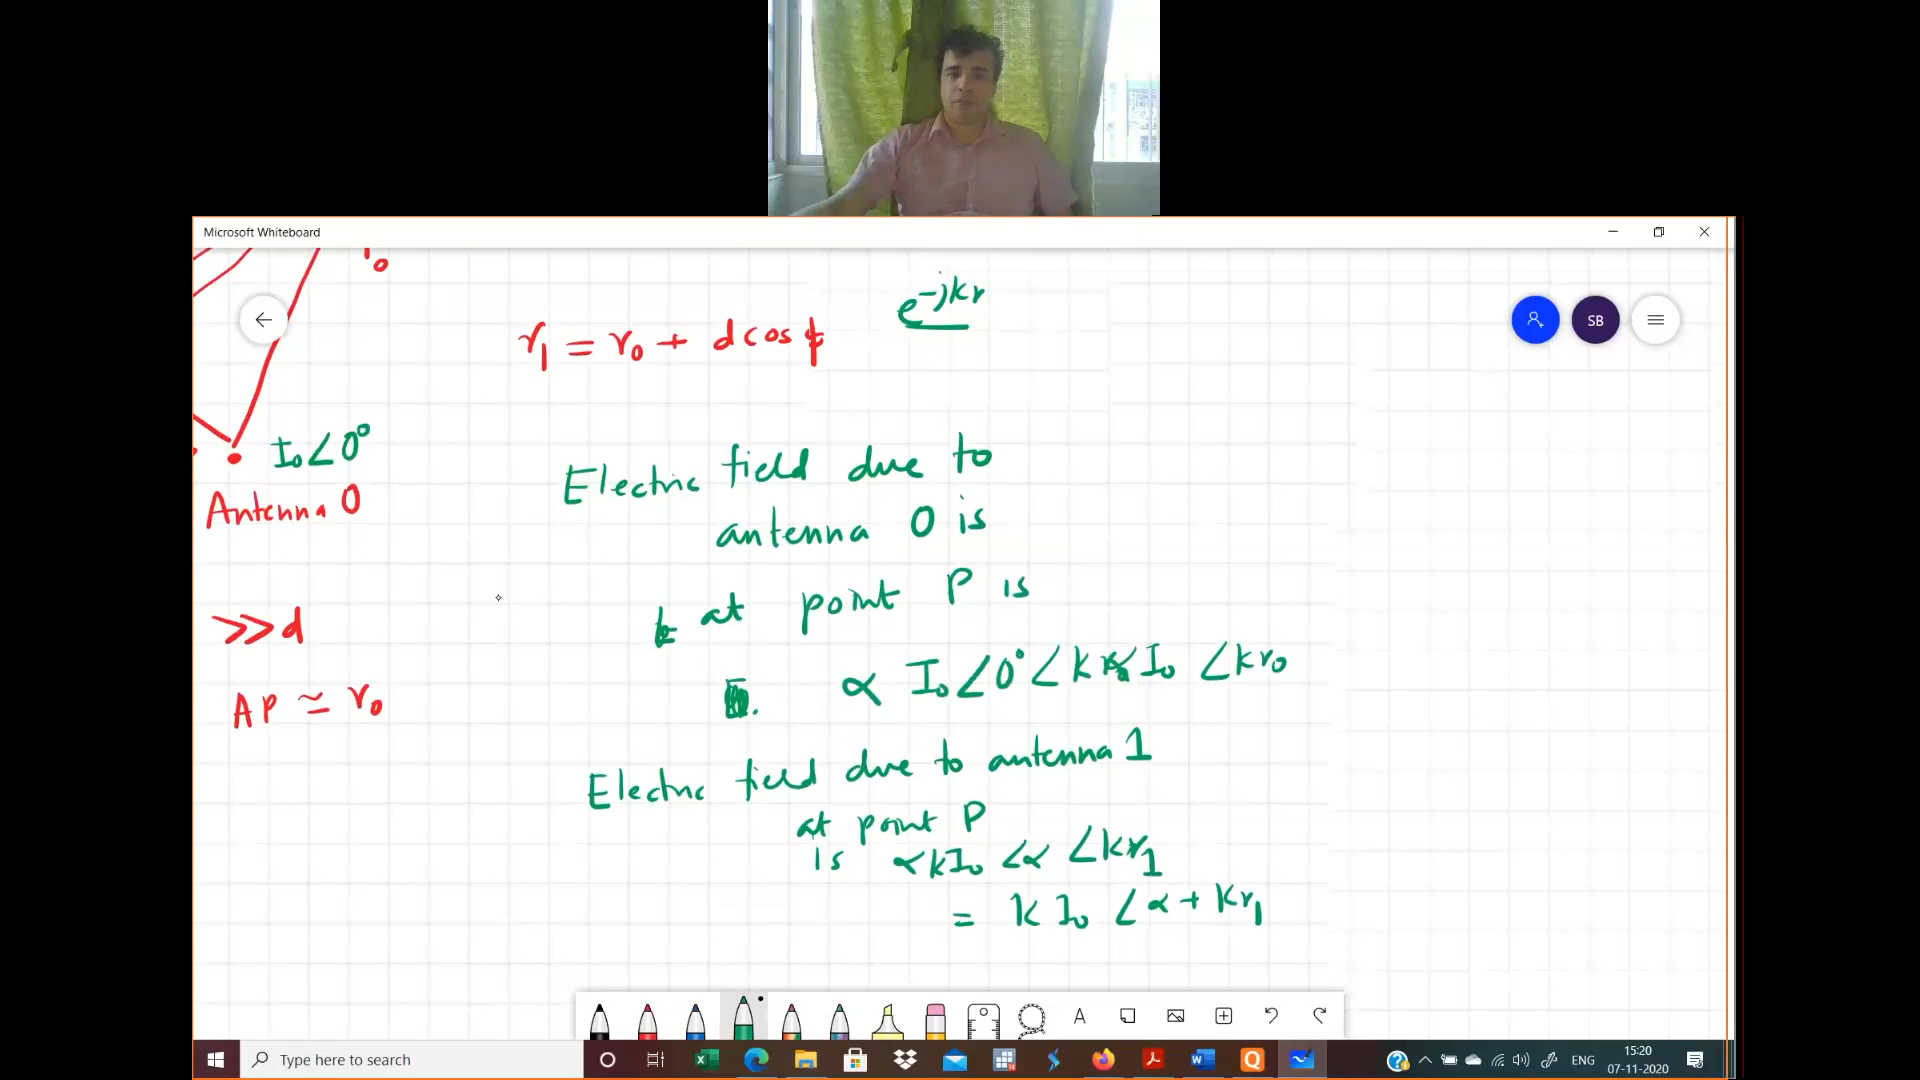 Microsoft Whiteboard
r₀
e^{-jkr}
r₁ = r₀ + d cos ϕ
SB
I₀∠0°
Antenna 0
Electric field due to
antenna 0 is
at point P is
∝ I₀∠0° ∠k I₀ ∠kr₀
>> d
AP ≃ r₀
Electric field due to antenna 1
at point P
is ∝ kI₀ ∠α ∠kr₁
= k I₀ ∠α + kr₁
A
Type here to search
ENG
15:20
07-11-2020